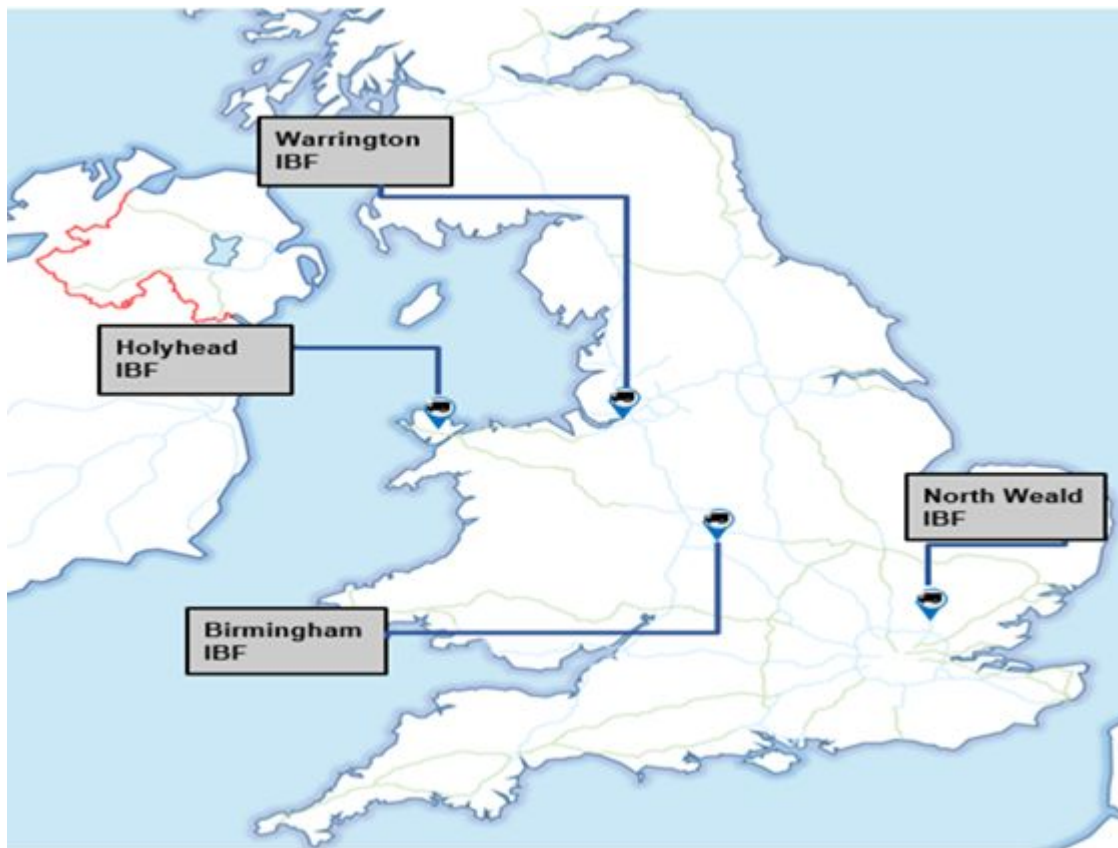 Warrington
IBF
Holyhead
IBF
North Weald
IBF
Birmingham
IBF